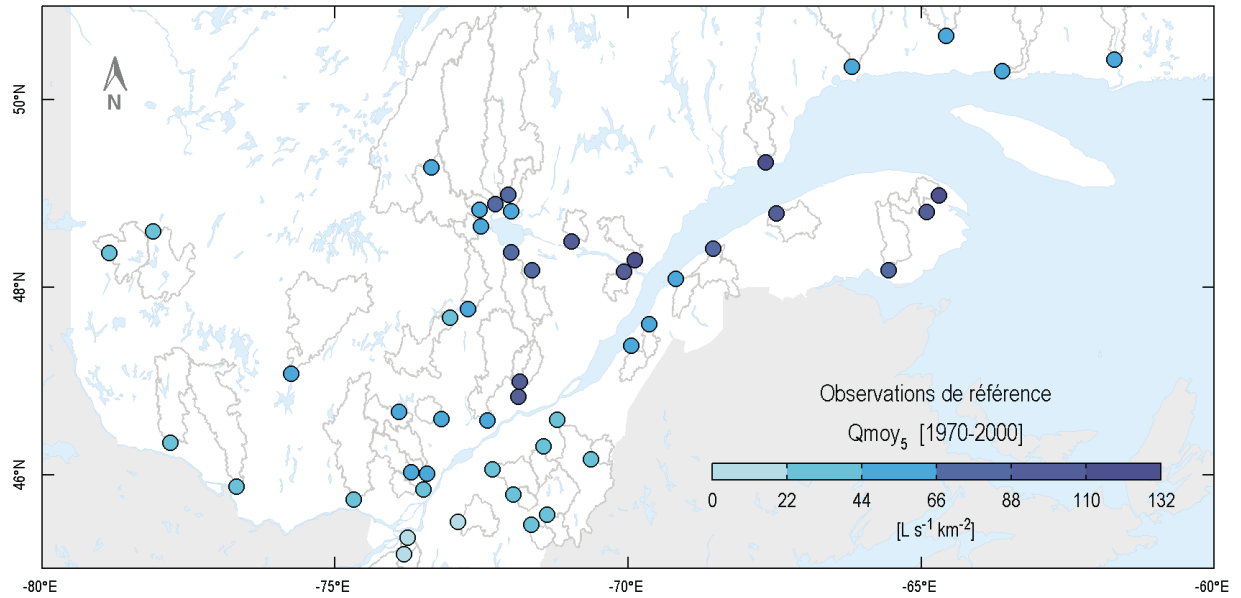 50°N
48°N
46°N
N
Observations de référence
Qmoy5 [1970-2000]
0 22 44 66 88 110 132
[L s-1 km-2]
-80°E -75°E -70°E -65°E -60°E